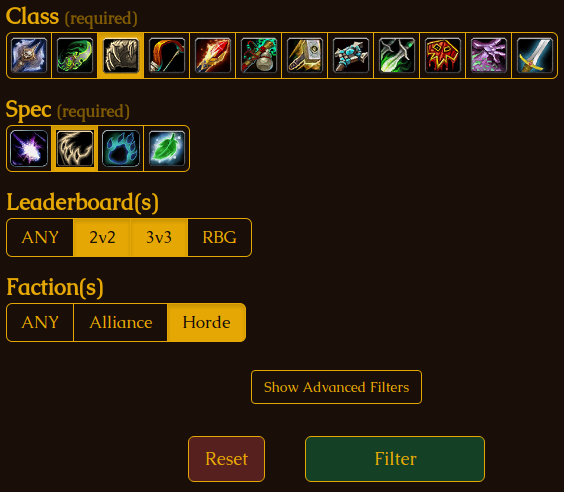 Class (required)
Spec (required)
Leaderboard(s)
ANY 2v2 3v3 RBG
Faction(s)
ANY Alliance Horde
Show Advanced Filters
Reset Filter